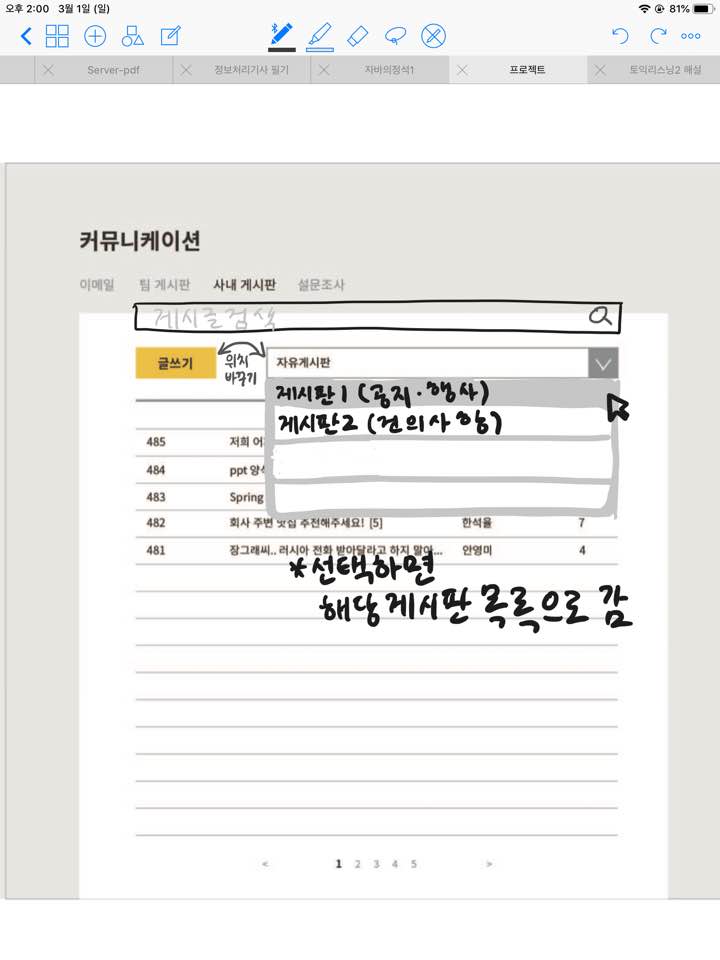 오후 2:00 3월 1일 (일) 81%
Server-pdf 정보처리기사 필기 자바의정석1 프로젝트 토익리스닝2 해설
커뮤니케이션
이메일 팀 게시판 사내 게시판 설문조사
게시글검색
글쓰기 위치 바꾸기 자유게시판
게시판1 (공지·행사)
게시판2 (건의사항)
485 저희
484 ppt
483 Spring
482 회사 주변 맛집 추천해주세요! [5] 한석율 7
481 장그래씨.. 러시아 전화 받아달라고 하지 말아... 안영미 4
*선택하면
해당게시판 목록으로 감
< 1 2 3 4 5 >